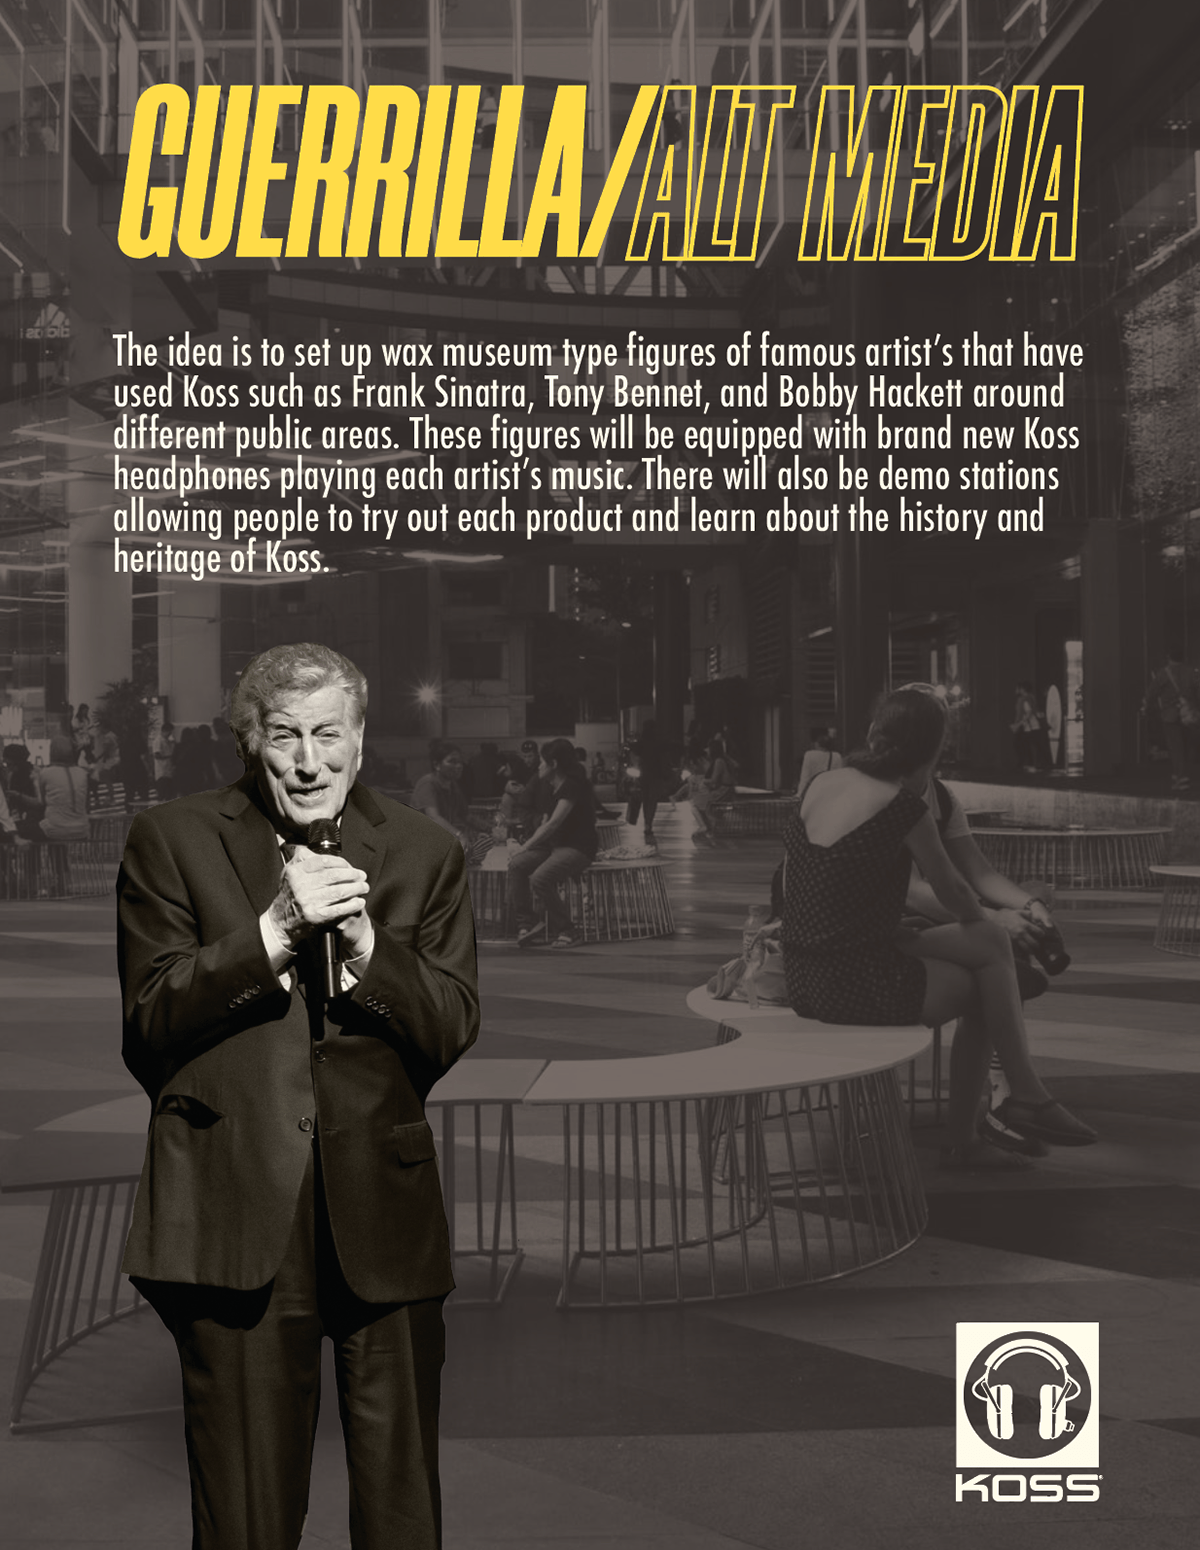 GUERRILLA/ALT MEDIA
The idea is to set up wax museum type figures of famous artist’s that have
used Koss such as Frank Sinatra, Tony Bennet, and Bobby Hackett around
different public areas. These figures will be equipped with brand new Koss
headphones playing each artist’s music. There will also be demo stations
allowing people to try out each product and learn about the history and
heritage of Koss.
KOSS®